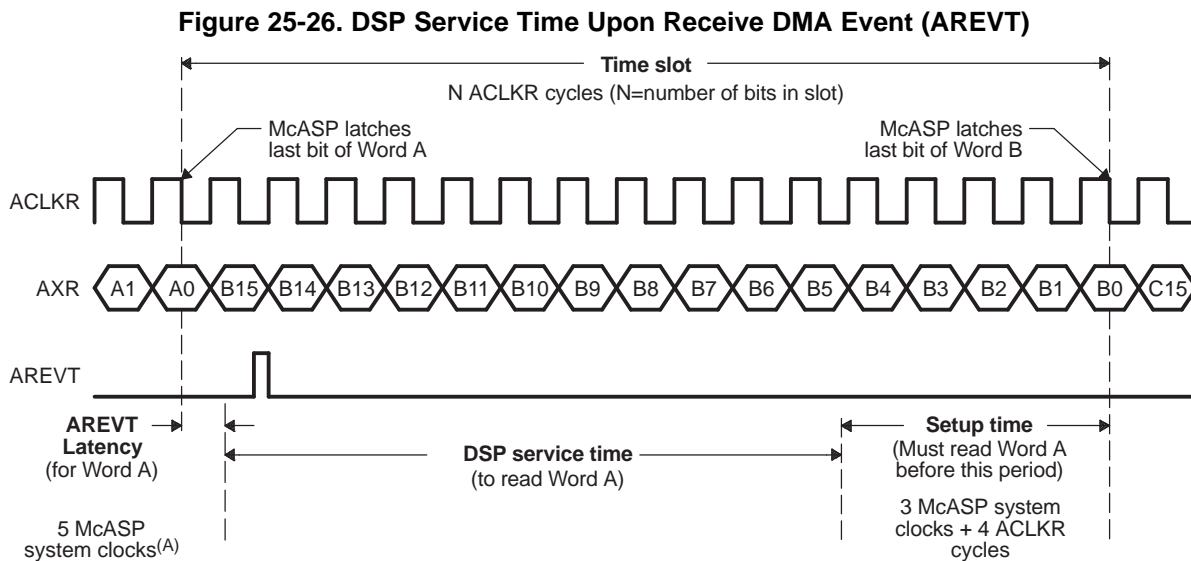 Figure 25-26. DSP Service Time Upon Receive DMA Event (AREVT)
Time slot
N ACLKR cycles (N=number of bits in slot)
McASP latches
last bit of Word A
McASP latches
last bit of Word B
ACLKR
AXR
A1 A0 B15 B14 B13 B12 B11 B10 B9 B8 B7 B6 B5 B4 B3 B2 B1 B0 C15
AREVT
AREVT
Latency
(for Word A)
DSP service time
(to read Word A)
Setup time
(Must read Word A
before this period)
5 McASP
system clocks(A)
3 McASP system
clocks + 4 ACLKR
cycles